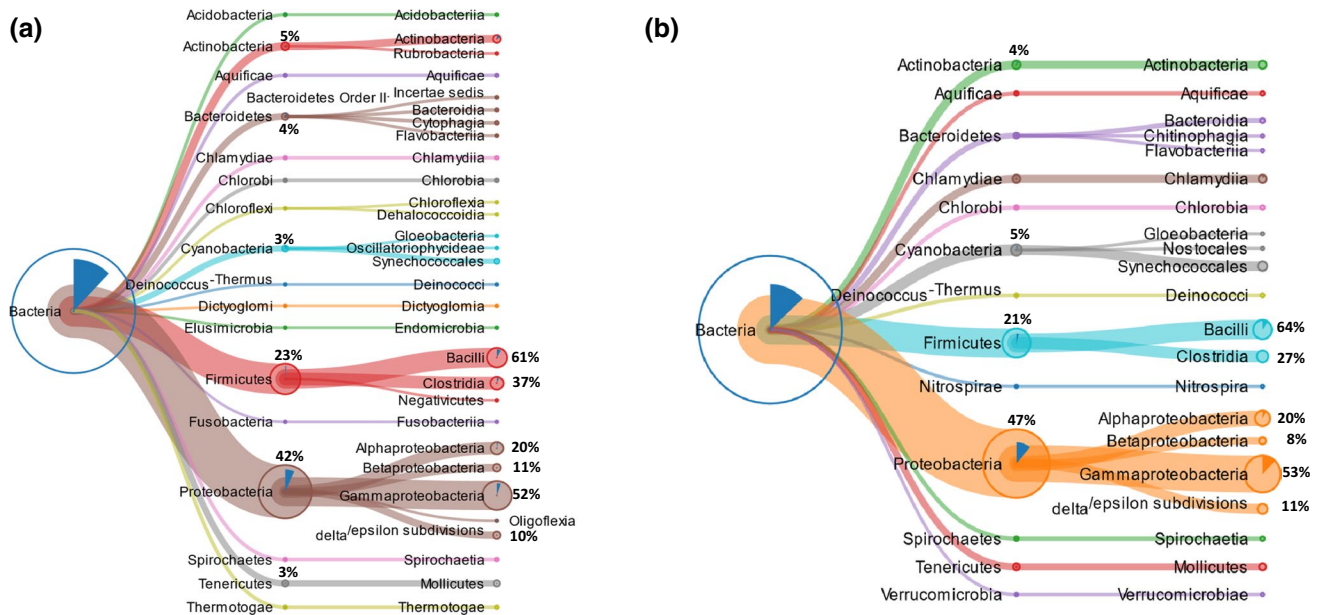 (a)
Acidobacteria Acidobacteriia
5%
Actinobacteria Actinobacteria
Rubrobacteria
Aquificae Aquificae
Bacteroidetes Order II. Incertae sedis
Bacteroidetes Bacteroidia
4% Cytophagia
Flavobacteriia
Chlamydiae Chlamydiia
Chlorobi Chlorobia
Chloroflexi Chloroflexia
Dehalococcoidia
Cyanobacteria 3% Gloeobacteria
Oscillatoriophycideae
Synechococcales
Deinococcus-Thermus Deinococci
Dictyoglomi Dictyoglomia
Bacteria
Elusimicrobia Endomicrobia
23% Bacilli 61%
Firmicutes Clostridia 37%
Negativicutes
Fusobacteria Fusobacteriia
42% Alphaproteobacteria 20%
Betaproteobacteria 11%
Proteobacteria Gammaproteobacteria 52%
Oligoflexia
delta/epsilon subdivisions 10%
Spirochaetes Spirochaetia
3%
Tenericutes Mollicutes
Thermotogae Thermotogae
(b)
4%
Actinobacteria Actinobacteria
Aquificae Aquificae
Bacteroidetes Bacteroidia
Chitinophagia
Flavobacteriia
Chlamydiae Chlamydiia
Chlorobi Chlorobia
5% Gloeobacteria
Cyanobacteria Nostocales
Synechococcales
Deinococcus-Thermus Deinococci
Bacteria
21% Bacilli 64%
Firmicutes Clostridia 27%
Nitrospirae Nitrospira
47% Alphaproteobacteria 20%
Betaproteobacteria 8%
Proteobacteria Gammaproteobacteria 53%
delta/epsilon subdivisions 11%
Spirochaetes Spirochaetia
Tenericutes Mollicutes
Verrucomicrobia Verrucomicrobiae